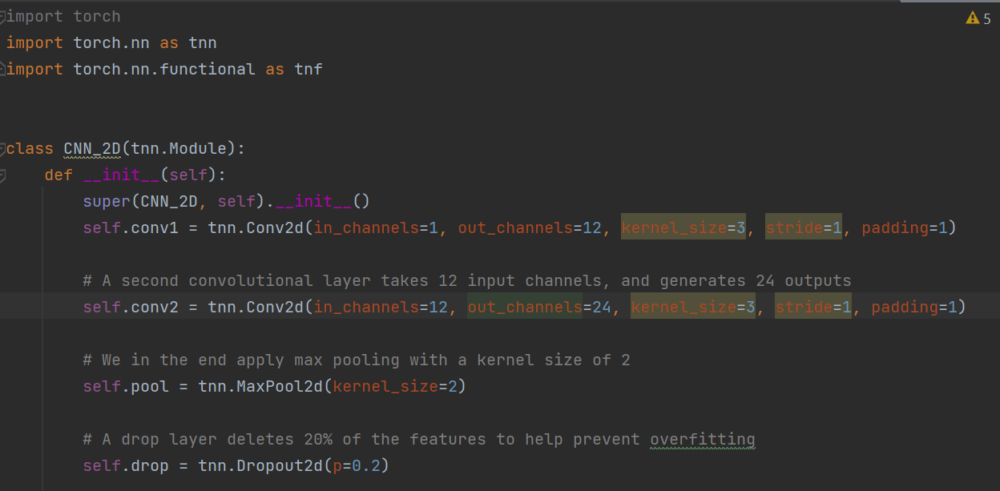 import torch
import torch.nn as tnn
import torch.nn.functional as tnf
class CNN_2D(tnn.Module):
def __init__(self):
super(CNN_2D, self).__init__()
self.conv1 = tnn.Conv2d(in_channels=1, out_channels=12, kernel_size=3, stride=1, padding=1)
# A second convolutional layer takes 12 input channels, and generates 24 outputs
self.conv2 = tnn.Conv2d(in_channels=12, out_channels=24, kernel_size=3, stride=1, padding=1)
# We in the end apply max pooling with a kernel size of 2
self.pool = tnn.MaxPool2d(kernel_size=2)
# A drop layer deletes 20% of the features to help prevent overfitting
self.drop = tnn.Dropout2d(p=0.2)
5